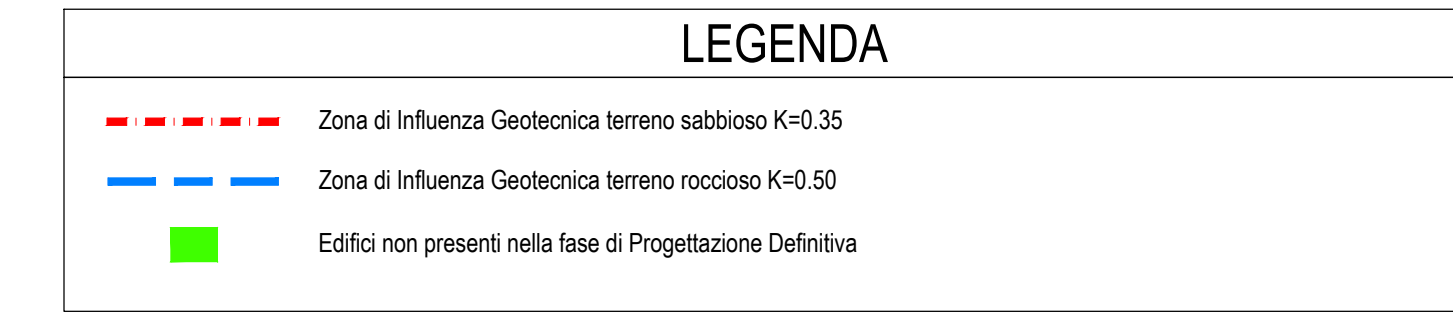 LEGENDA
Zona di Influenza Geotecnica terreno sabbioso K=0.35
Zona di Influenza Geotecnica terreno roccioso K=0.50
Edifici non presenti nella fase di Progettazione Definitiva